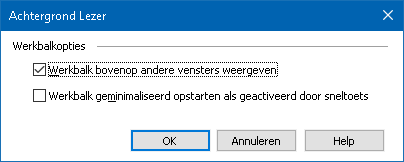 Achtergrond Lezer
Werkbalkopties
Werkbalk bovenop andere vensters weergeven
Werkbalk geminimaliseerd opstarten als geactiveerd door sneltoets
OK Annuleren Help